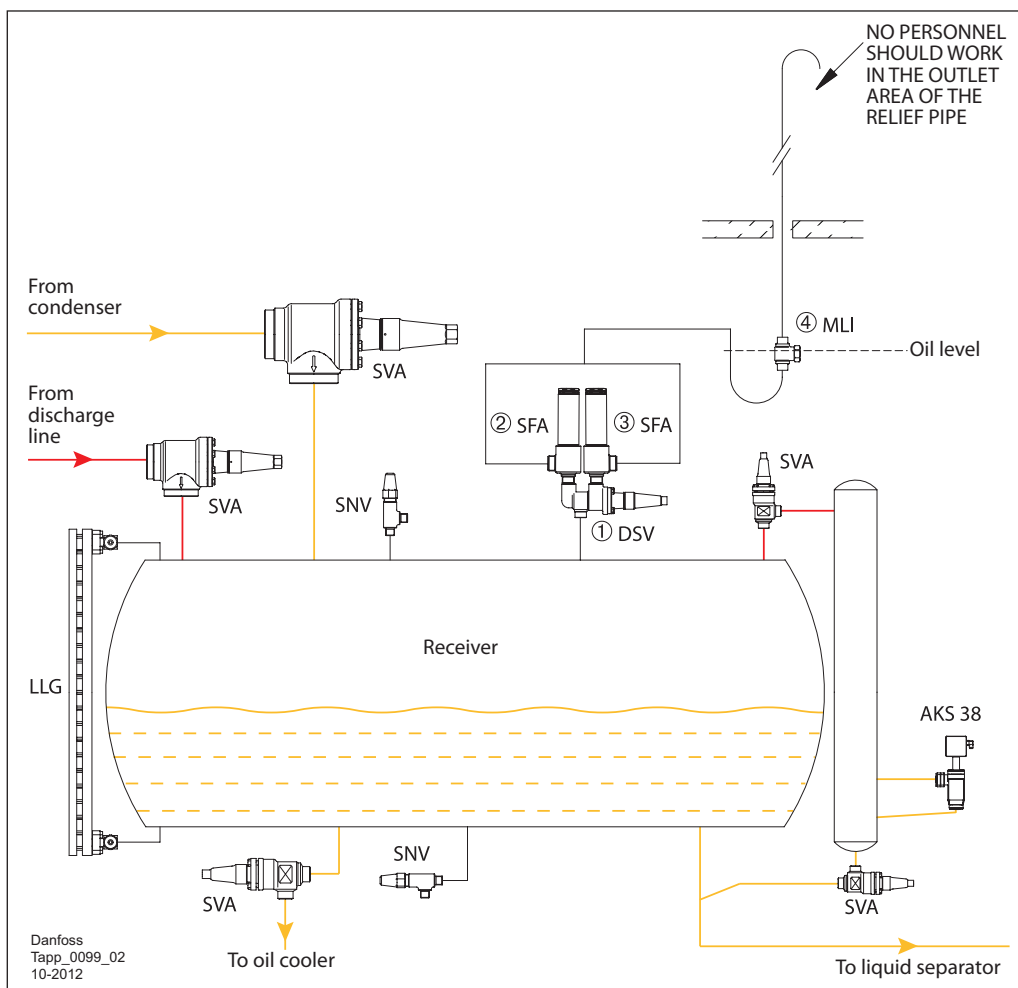 NO PERSONNEL
SHOULD WORK
IN THE OUTLET
AREA OF THE
RELIEF PIPE
From
condenser
SVA
④ MLI
Oil level
From
discharge
line
SVA
② SFA
③ SFA
SNV
① DSV
SVA
Receiver
LLG
AKS 38
SVA
SNV
SVA
To oil cooler
To liquid separator
Danfoss
Tapp_0099_02
10-2012